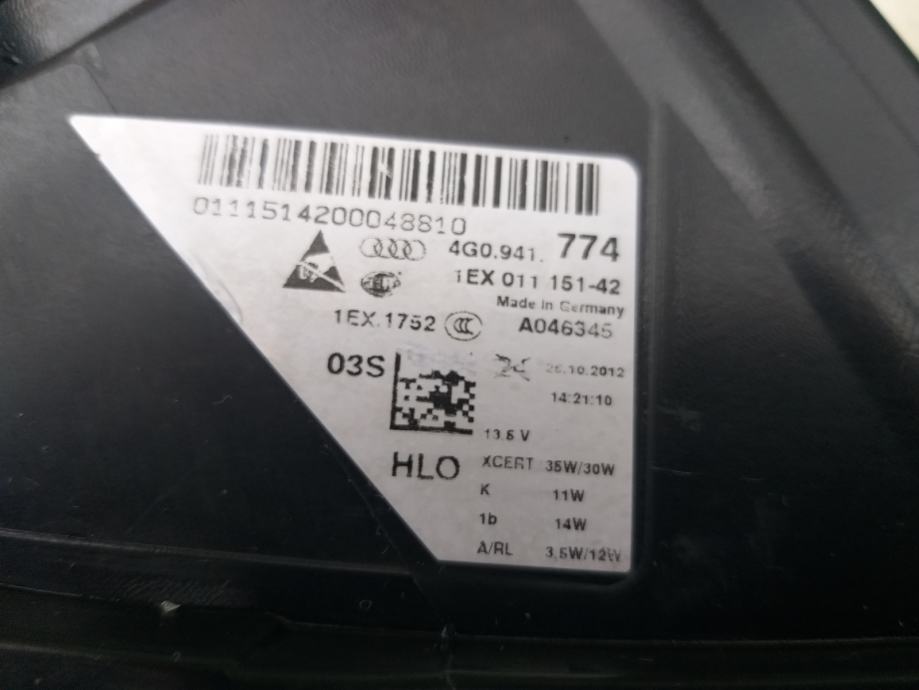 0111514200048810
4G0.941. 774
1EX 011 151-42
Made in Germany
1EX.1752 CCC A046345
03S 26.10.2012
14:21:10
13.5 V
HLO XCERT 35W/30W
K 11W
1b 14W
A/RL 3,5W/12W